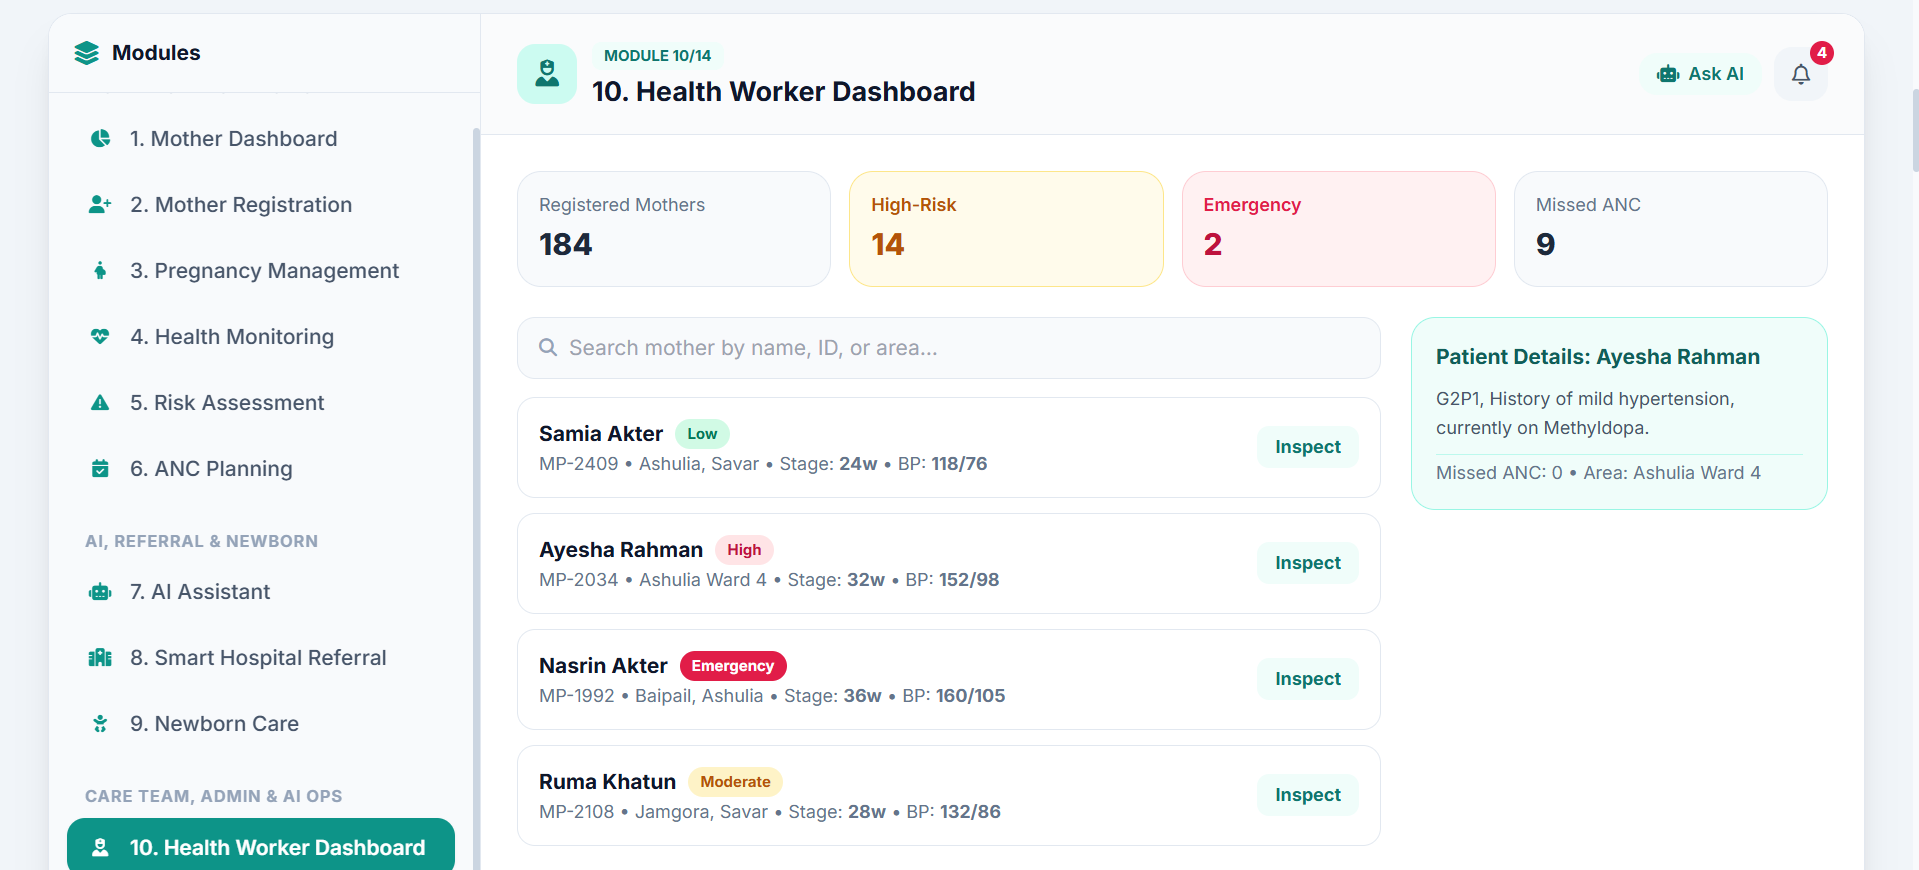 Modules
1. Mother Dashboard
2. Mother Registration
3. Pregnancy Management
4. Health Monitoring
5. Risk Assessment
6. ANC Planning
AI, REFERRAL & NEWBORN
7. AI Assistant
8. Smart Hospital Referral
9. Newborn Care
CARE TEAM, ADMIN & AI OPS
10. Health Worker Dashboard
MODULE 10/14
10. Health Worker Dashboard
Ask AI
4
Registered Mothers
184
High-Risk
14
Emergency
2
Missed ANC
9
Search mother by name, ID, or area...
Samia Akter Low
MP-2409 • Ashulia, Savar • Stage: 24w • BP: 118/76
Inspect
Ayesha Rahman High
MP-2034 • Ashulia Ward 4 • Stage: 32w • BP: 152/98
Inspect
Nasrin Akter Emergency
MP-1992 • Baipail, Ashulia • Stage: 36w • BP: 160/105
Inspect
Ruma Khatun Moderate
MP-2108 • Jamgora, Savar • Stage: 28w • BP: 132/86
Inspect
Patient Details: Ayesha Rahman
G2P1, History of mild hypertension,
currently on Methyldopa.
Missed ANC: 0 • Area: Ashulia Ward 4